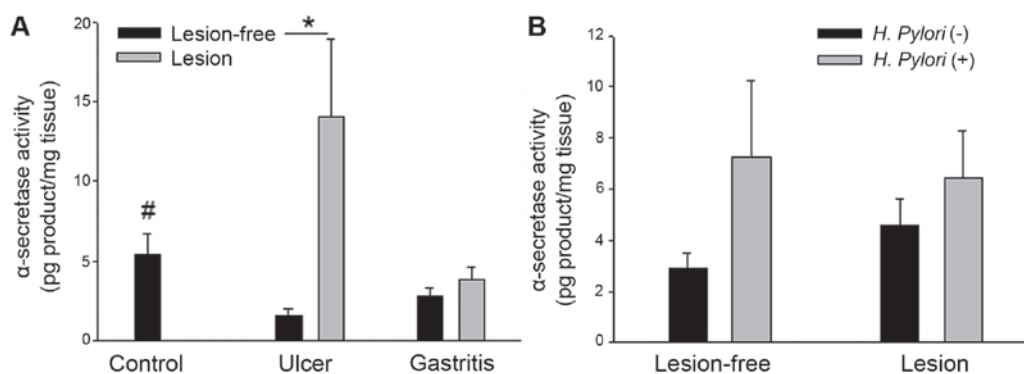 A
α-secretase activity
(pg product/mg tissue)
20
15
10
5
0
Lesion-free
Lesion
*
#
Control
Ulcer
Gastritis
B
α-secretase activity
(pg product/mg tissue)
12
10
8
6
4
2
0
H. Pylori (-)
H. Pylori (+)
Lesion-free
Lesion